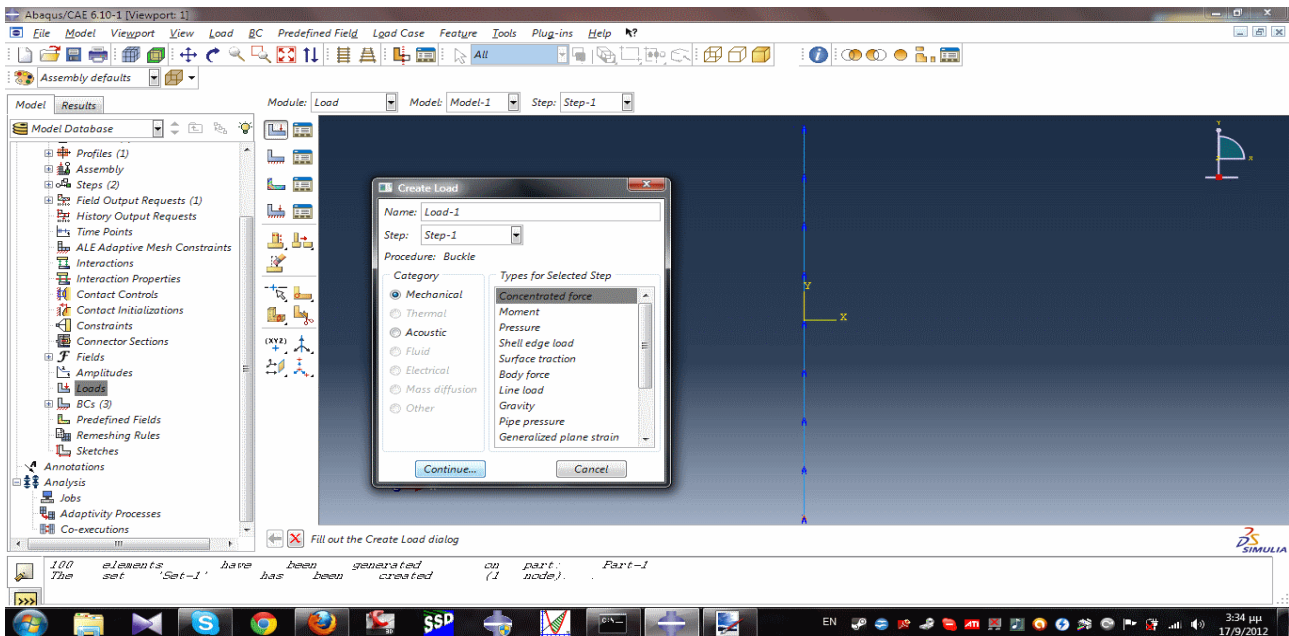 Abaqus/CAE 6.10-1 [Viewport: 1]
File Model Viewport View Load BC Predefined Field Load Case Feature Tools Plug-ins Help
All
Assembly defaults
Model Results
Module: Load Model: Model-1 Step: Step-1
Model Database
Profiles (1)
Assembly
Steps (2)
Field Output Requests (1)
History Output Requests
Time Points
ALE Adaptive Mesh Constraints
Interactions
Interaction Properties
Contact Controls
Contact Initializations
Constraints
Connector Sections
Fields
Amplitudes
Loads
BCs (3)
Predefined Fields
Remeshing Rules
Sketches
Annotations
Analysis
Jobs
Adaptivity Processes
Co-executions
(XYZ)
Create Load
Name: Load-1
Step: Step-1
Procedure: Buckle
Category
Mechanical
Thermal
Acoustic
Fluid
Electrical
Mass diffusion
Other
Types for Selected Step
Concentrated force
Moment
Pressure
Shell edge load
Surface traction
Body force
Line load
Gravity
Pipe pressure
Generalized plane strain
Continue...
Cancel
Y
X
Y
Fill out the Create Load dialog
SIMULIA
100 elements have been generated on part: Part-1
The set 'Set-1' has been created (1 node).
>>>
SSP
EN
3:34 μμ
17/9/2012